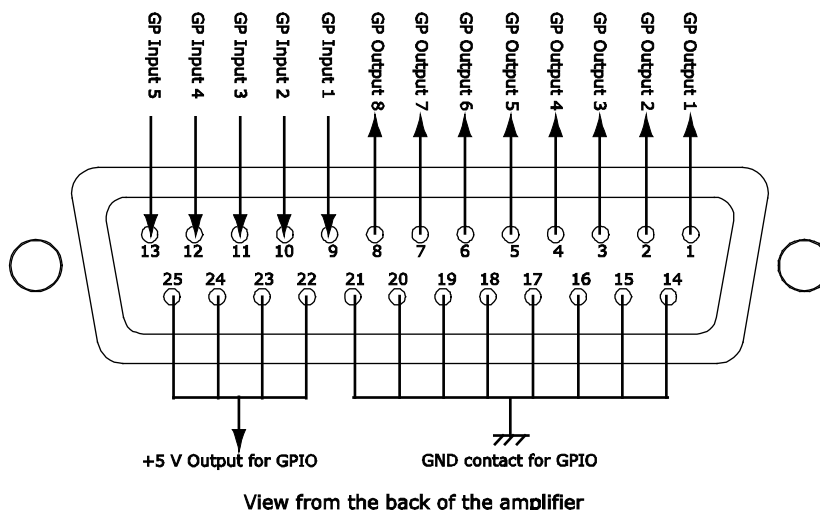 GP Input 5
GP Input 4
GP Input 3
GP Input 2
GP Input 1
GP Output 8
GP Output 7
GP Output 6
GP Output 5
GP Output 4
GP Output 3
GP Output 2
GP Output 1
13 12 11 10 9 8 7 6 5 4 3 2 1
25 24 23 22 21 20 19 18 17 16 15 14
+5 V Output for GPIO
GND contact for GPIO
View from the back of the amplifier